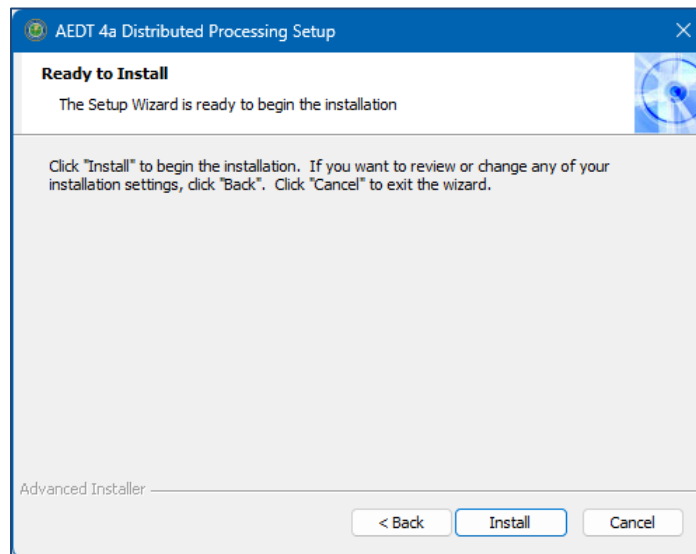 AEDT 4a Distributed Processing Setup
Ready to Install
The Setup Wizard is ready to begin the installation
Click "Install" to begin the installation.  If you want to review or change any of your
installation settings, click "Back".  Click "Cancel" to exit the wizard.
Advanced Installer
< Back
Install
Cancel